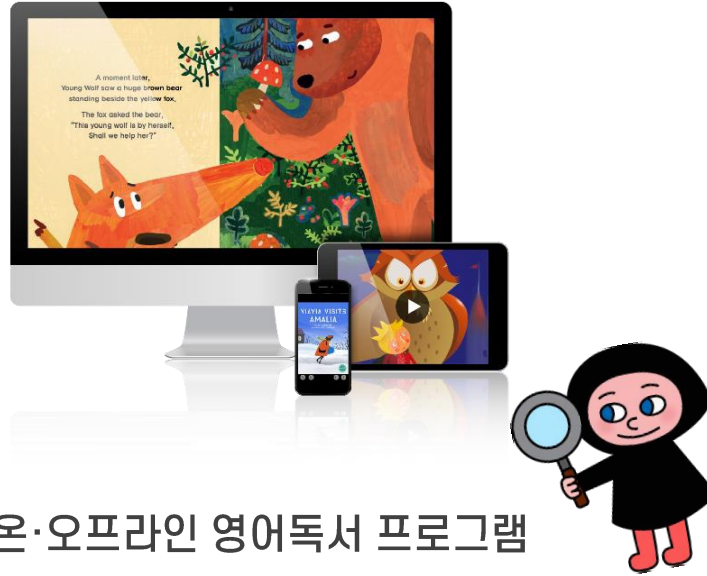 A moment later,
Young Wolf saw a huge brown bear
standing beside the yellow fox.
The fox asked the bear,
"This young wolf is by herself,
Shall we help her?"
VIAVIA VISITS
AMALIA
온·오프라인 영어독서 프로그램